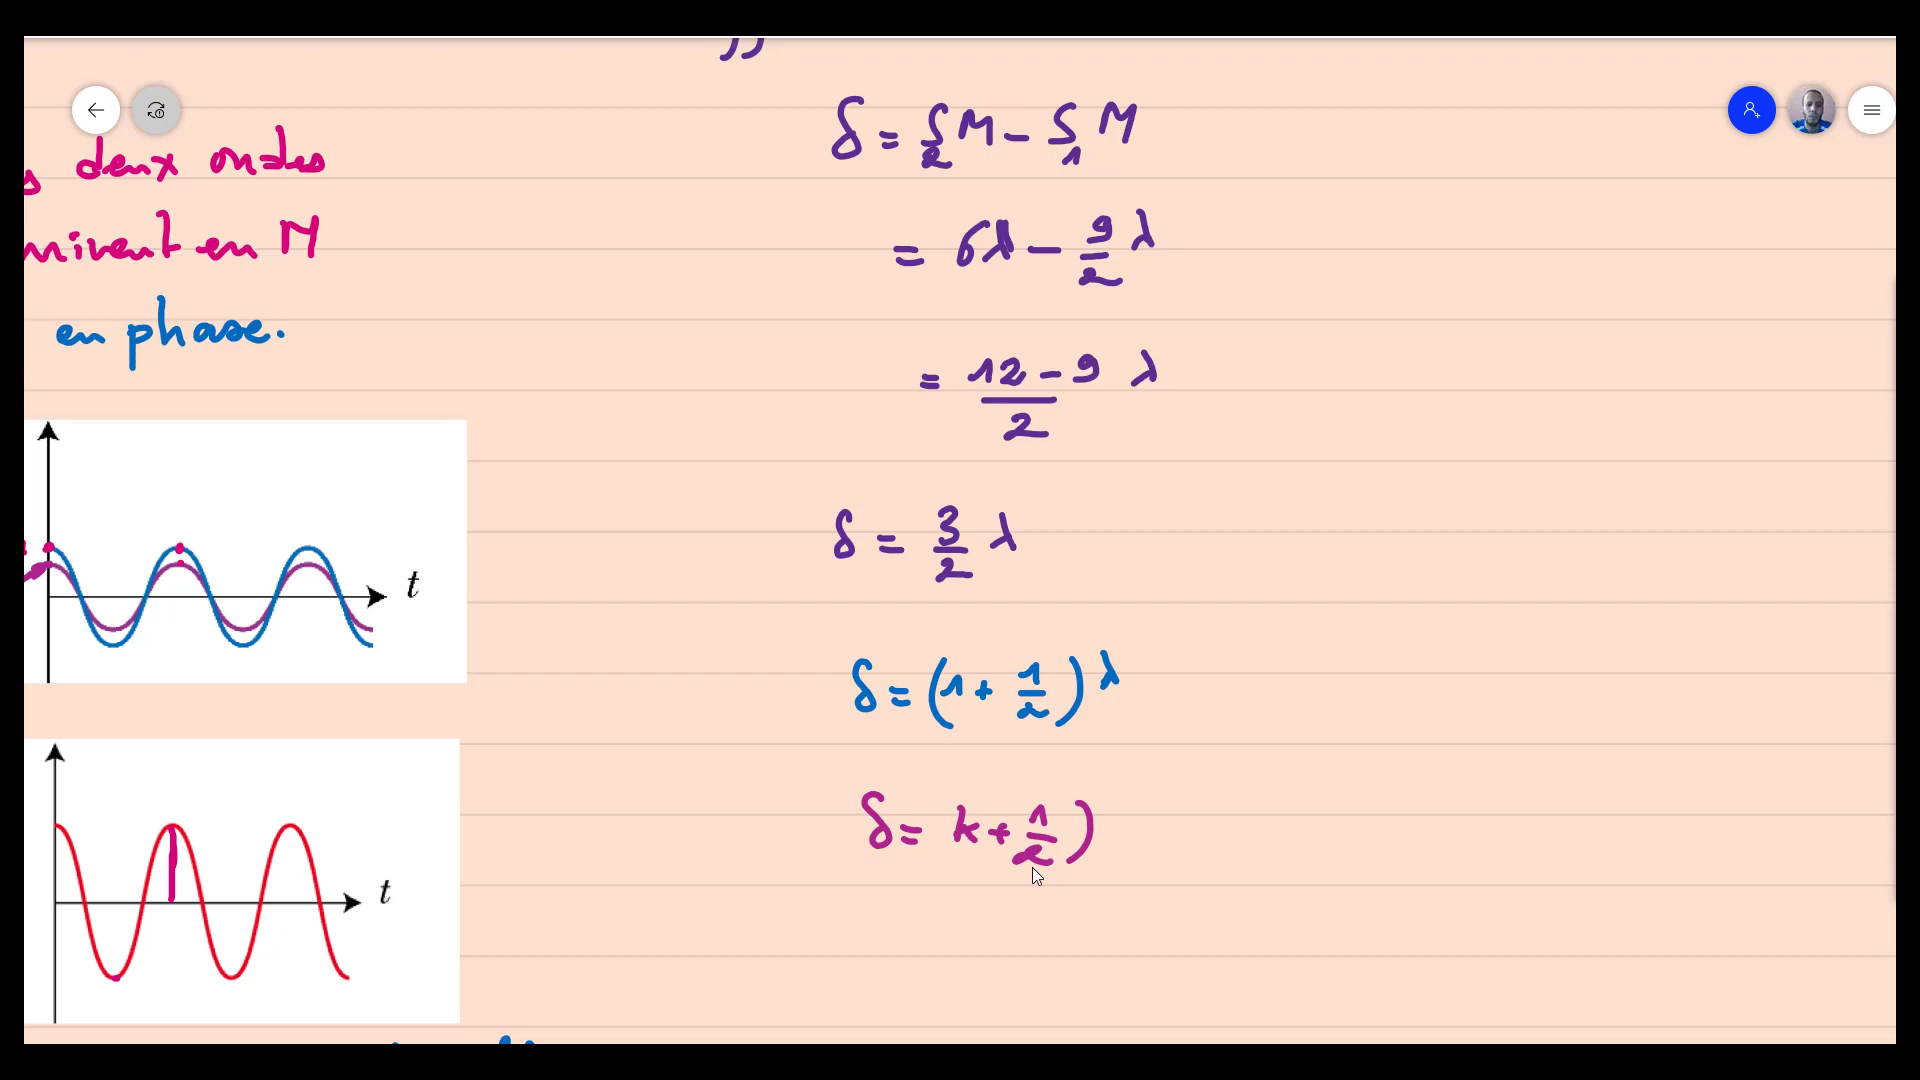 deux ondes
en M
en phase.
t
t
δ = S₂M - S₁M
= 6λ - 9/2 λ
= 12 - 9 / 2 λ
δ = 3/2 λ
δ = (1 + 1/2) λ
δ = k + 1/2 )